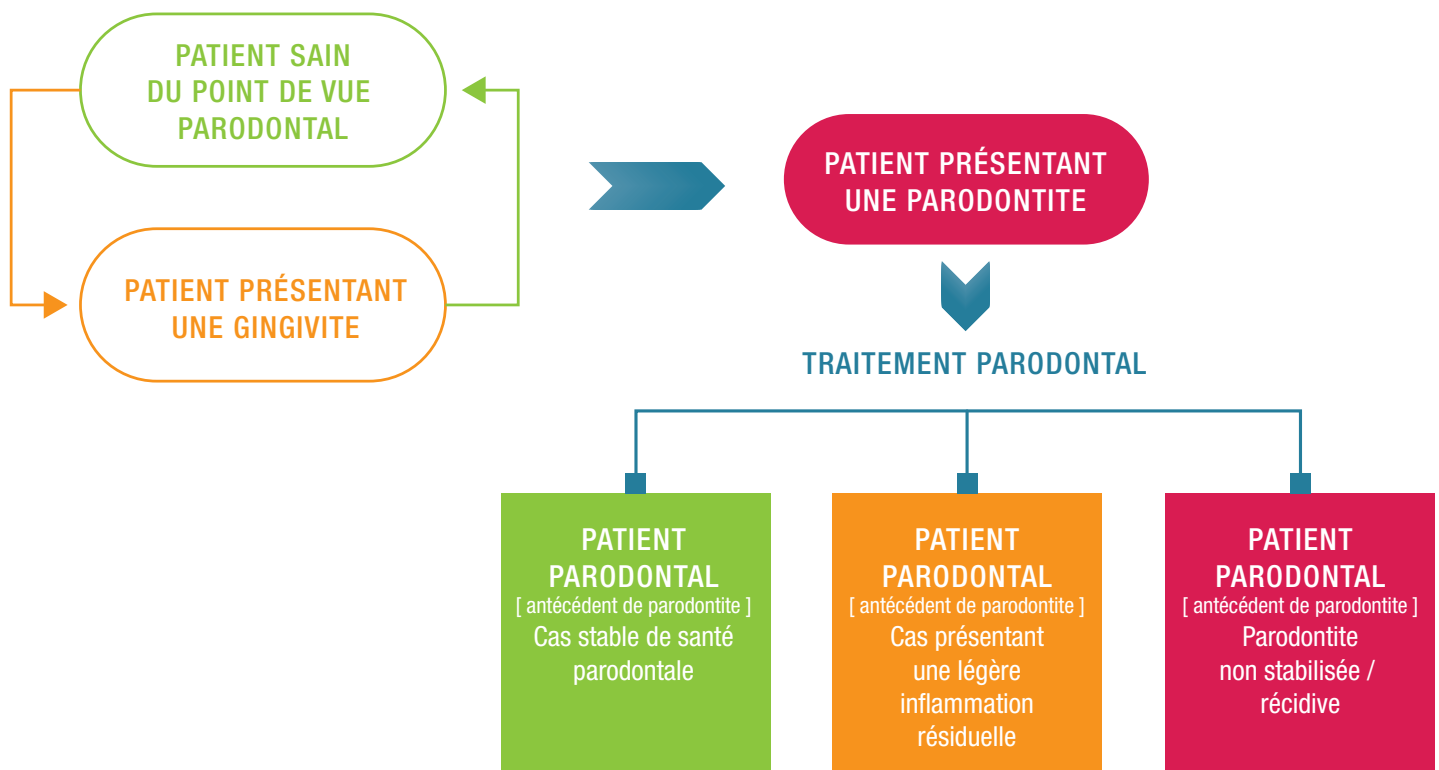 PATIENT SAIN
DU POINT DE VUE
PARODONTAL
PATIENT PRÉSENTANT
UNE GINGIVITE
PATIENT PRÉSENTANT
UNE PARODONTITE
TRAITEMENT PARODONTAL
PATIENT
PARODONTAL
[ antécédent de parodontite ]
Cas stable de santé
parodontale
PATIENT
PARODONTAL
[ antécédent de parodontite ]
Cas présentant
une légère
inflammation
résiduelle
PATIENT
PARODONTAL
[ antécédent de parodontite ]
Parodontite
non stabilisée /
récidive